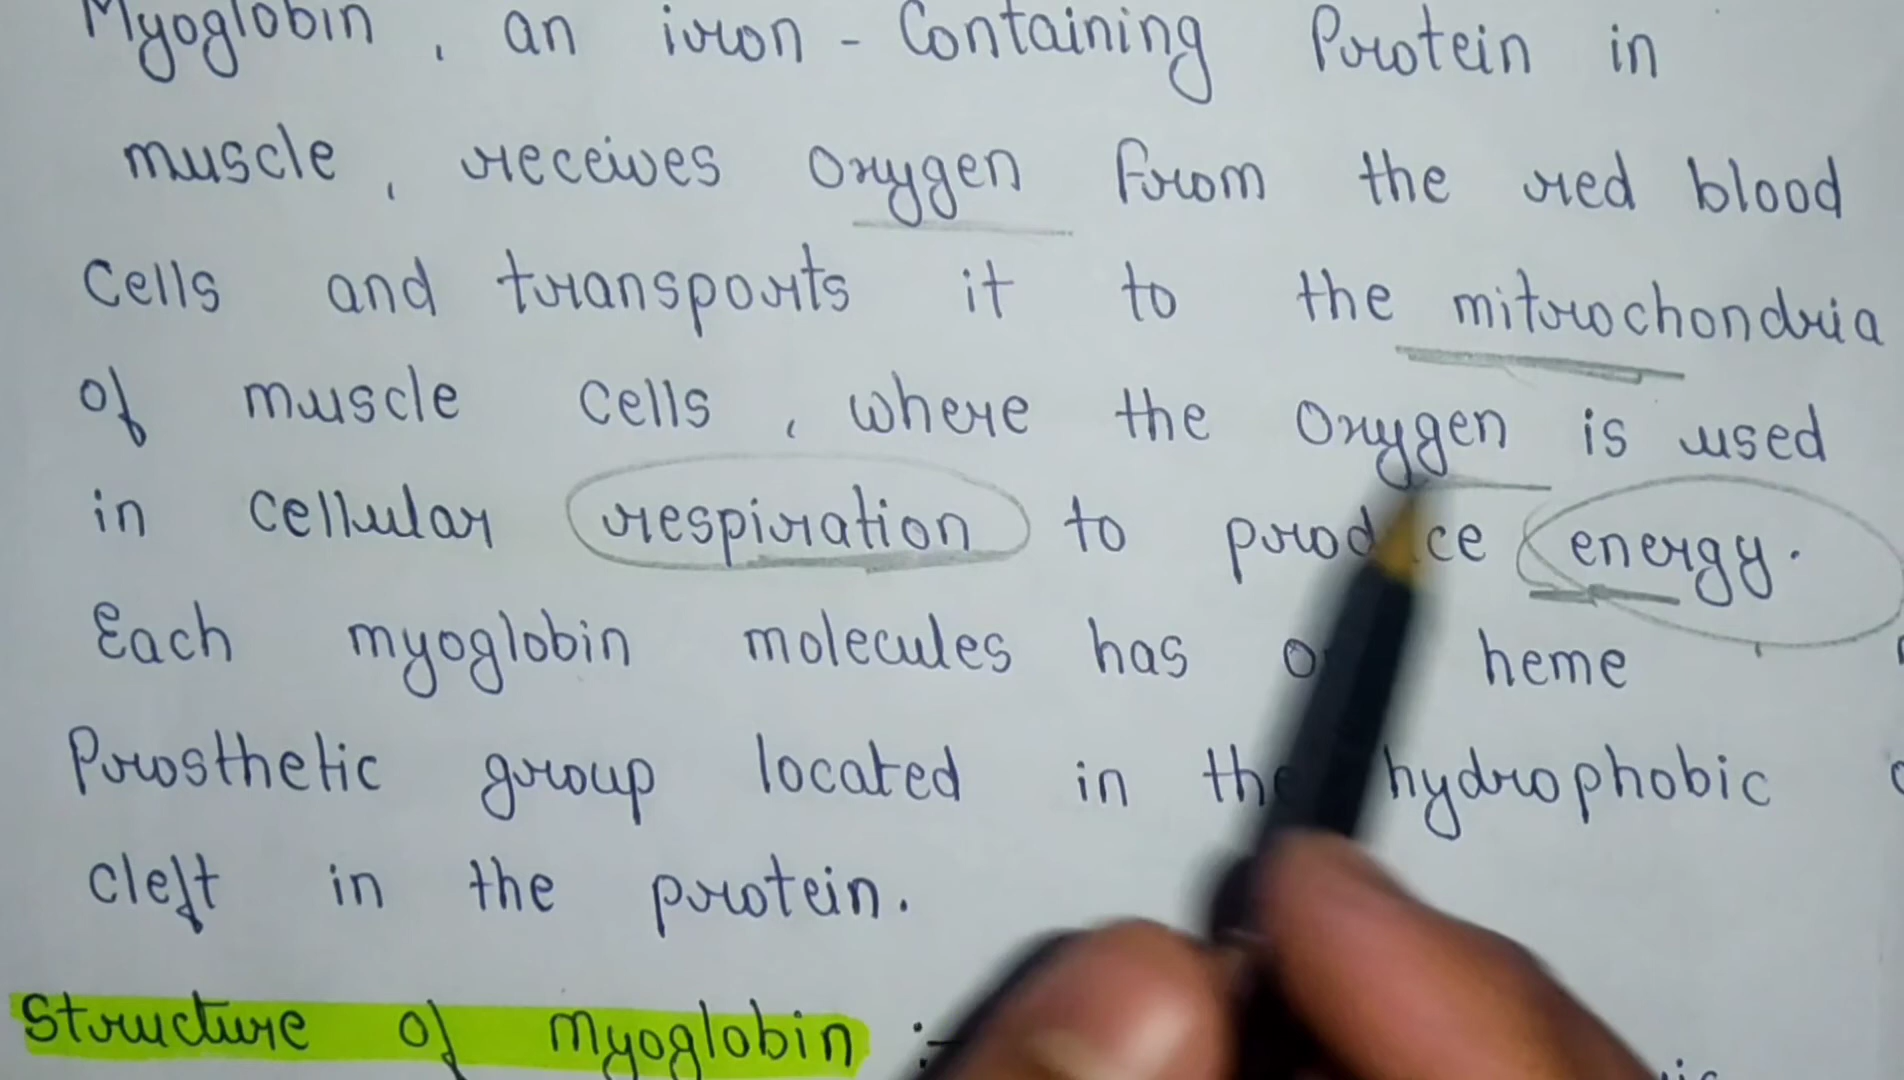 Myoglobin, an iron-Containing Protein in
muscle, receives oxygen from the red blood
cells and transports it to the mitrochondria
of muscle cells, where the oxygen is used
in cellular respiration to produce energy.
Each myoglobin molecules has heme
Prosthetic group located in the hydrophobic
cleft in the protein.
Structure of myoglobin :-